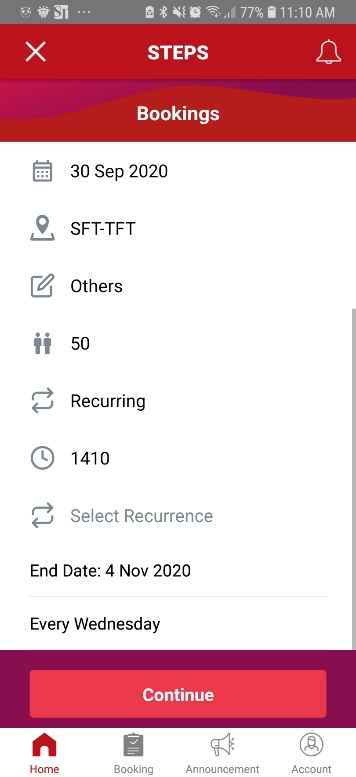 77% 11:10 AM
STEPS
Bookings
30 Sep 2020
SFT-TFT
Others
50
Recurring
1410
Select Recurrence
End Date: 4 Nov 2020
Every Wednesday
Continue
Home Booking Announcement Account